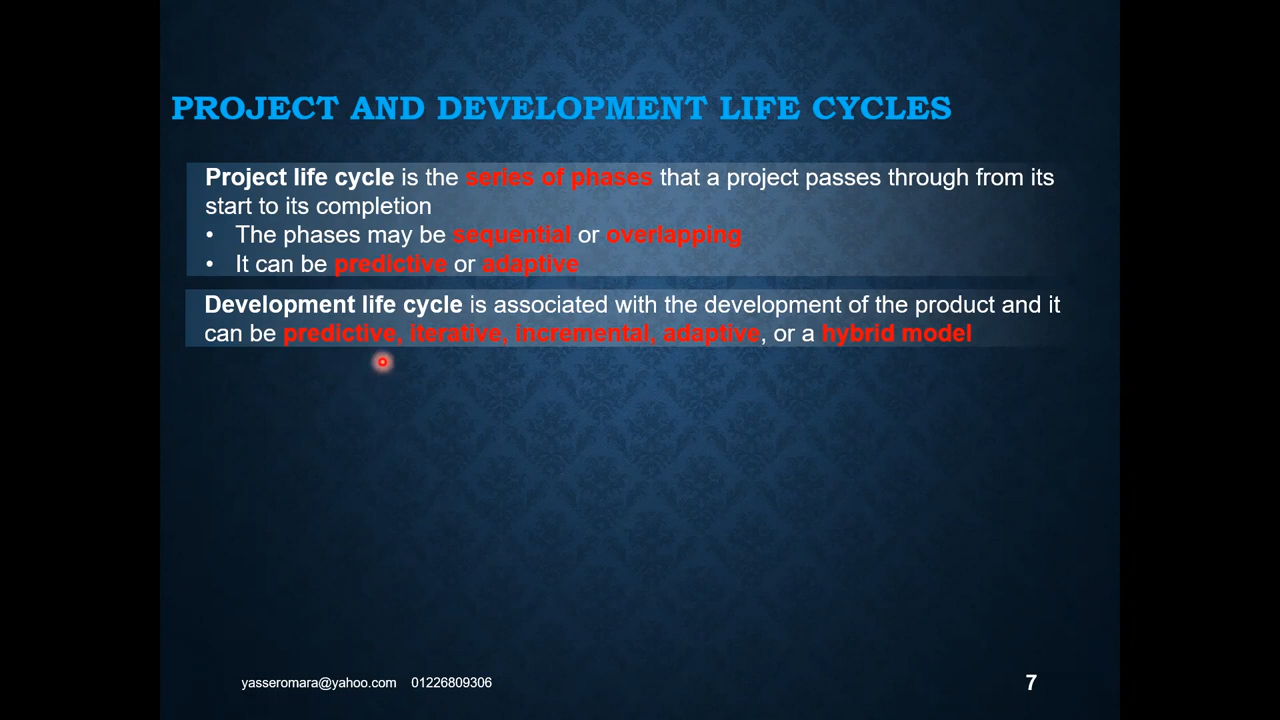 PROJECT AND DEVELOPMENT LIFE CYCLES
Project life cycle is the series of phases that a project passes through from its
start to its completion
• The phases may be sequential or overlapping
• It can be predictive or adaptive
Development life cycle is associated with the development of the product and it
can be predictive, iterative, incremental, adaptive, or a hybrid model
yasseromara@yahoo.com 01226809306
7